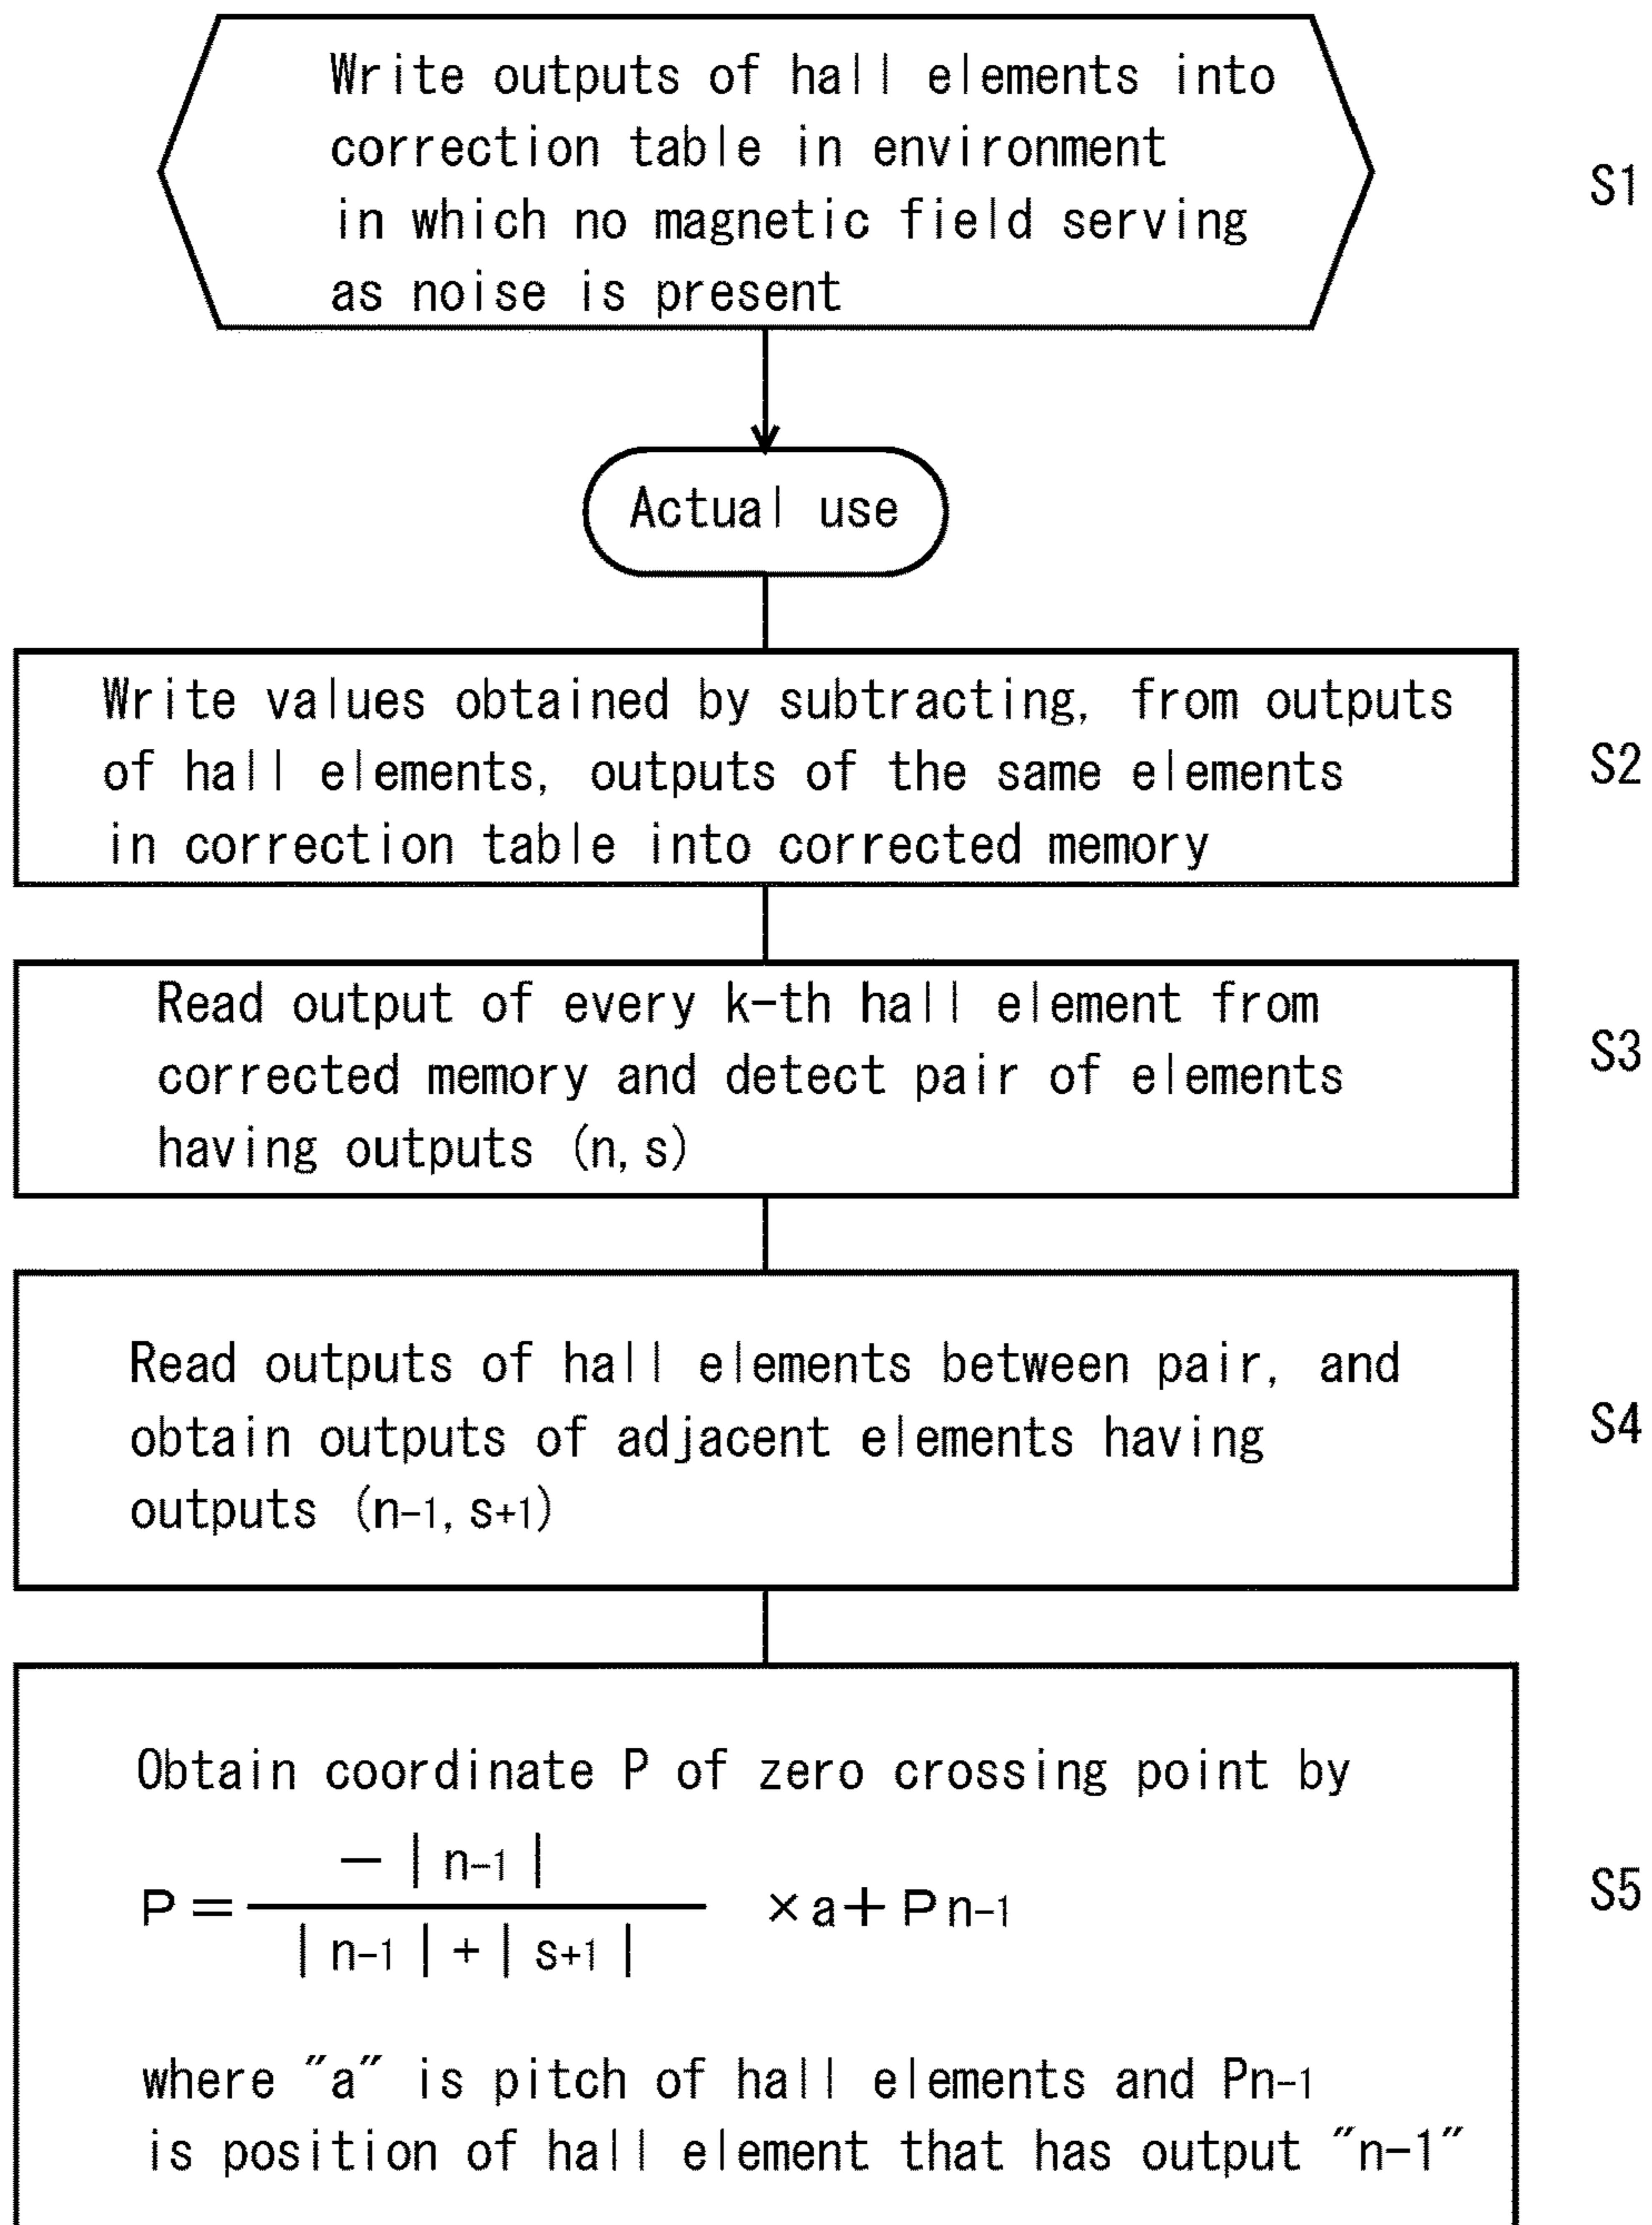 Write outputs of hall elements into
correction table in environment
in which no magnetic field serving
as noise is present
S1
Actual use
Write values obtained by subtracting, from outputs
of hall elements, outputs of the same elements
in correction table into corrected memory
S2
Read output of every k-th hall element from
corrected memory and detect pair of elements
having outputs (n, s)
S3
Read outputs of hall elements between pair, and
obtain outputs of adjacent elements having
outputs (n-1, s+1)
S4
Obtain coordinate P of zero crossing point by
− | n-1 |
P = ――― × a + Pn-1
| n-1 | + | s+1 |
S5
where "a" is pitch of hall elements and Pn-1
is position of hall element that has output "n-1"